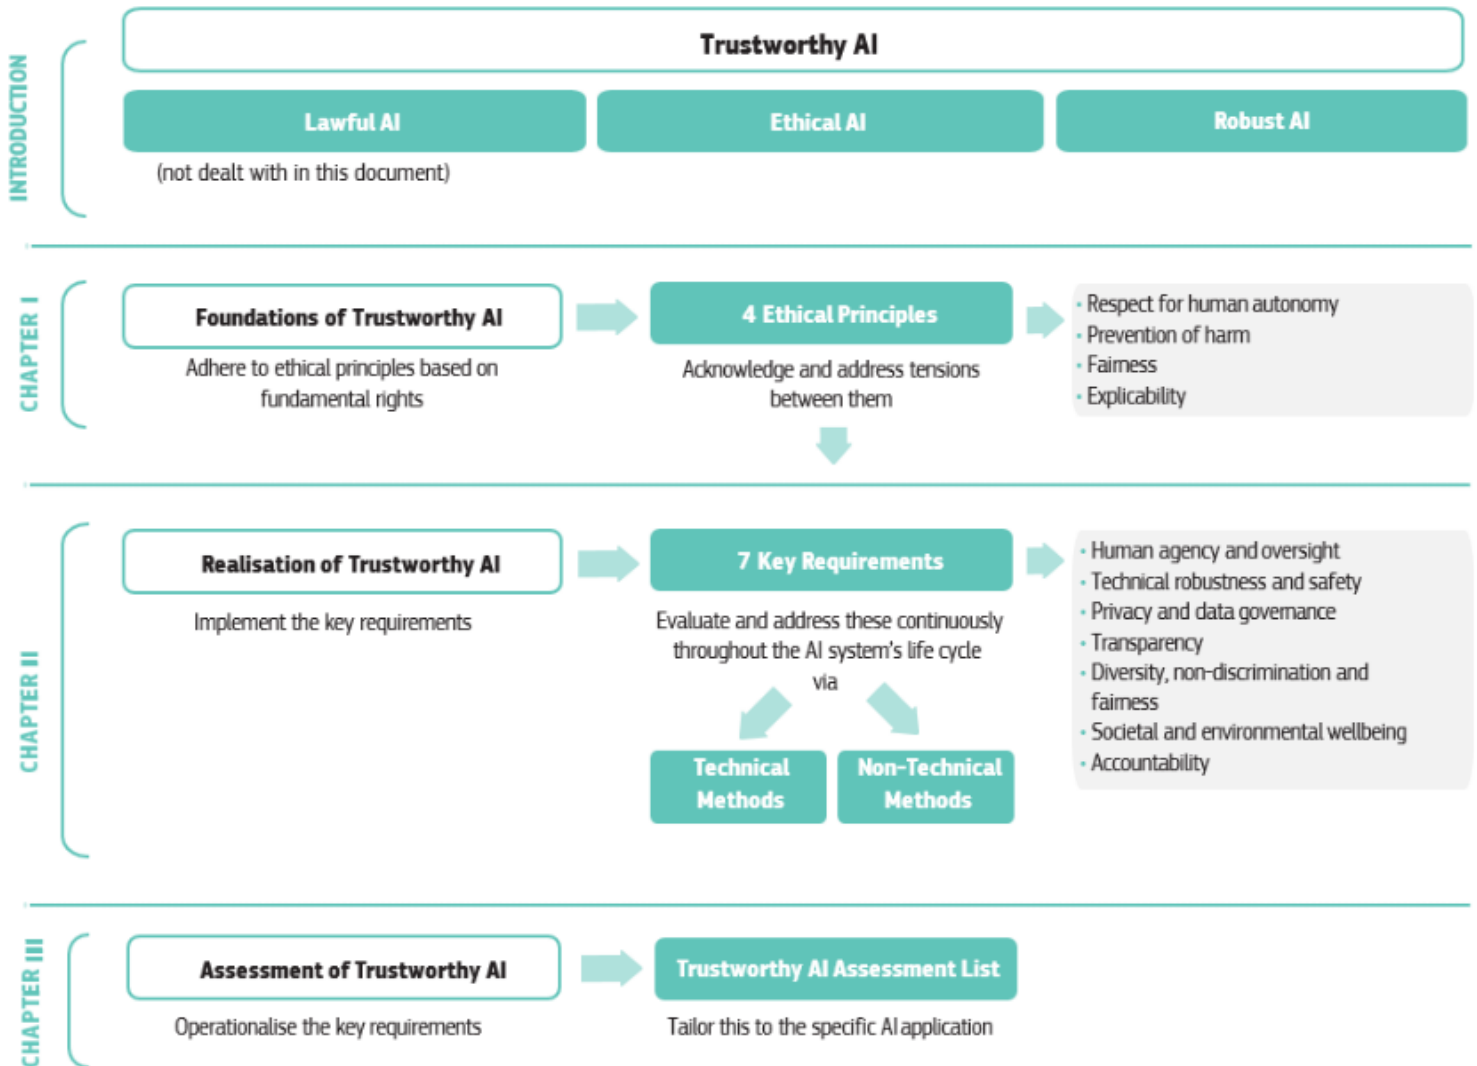 INTRODUCTION
Trustworthy AI
Lawful AI
Ethical AI
Robust AI
(not dealt with in this document)
CHAPTER I
Foundations of Trustworthy AI
Adhere to ethical principles based on
fundamental rights
4 Ethical Principles
Acknowledge and address tensions
between them
• Respect for human autonomy
• Prevention of harm
• Fairness
• Explicability
CHAPTER II
Realisation of Trustworthy AI
Implement the key requirements
7 Key Requirements
Evaluate and address these continuously
throughout the AI system's life cycle
via
Technical
Methods
Non-Technical
Methods
• Human agency and oversight
• Technical robustness and safety
• Privacy and data governance
• Transparency
• Diversity, non-discrimination and
fairness
• Societal and environmental wellbeing
• Accountability
CHAPTER III
Assessment of Trustworthy AI
Operationalise the key requirements
Trustworthy AI Assessment List
Tailor this to the specific AI application